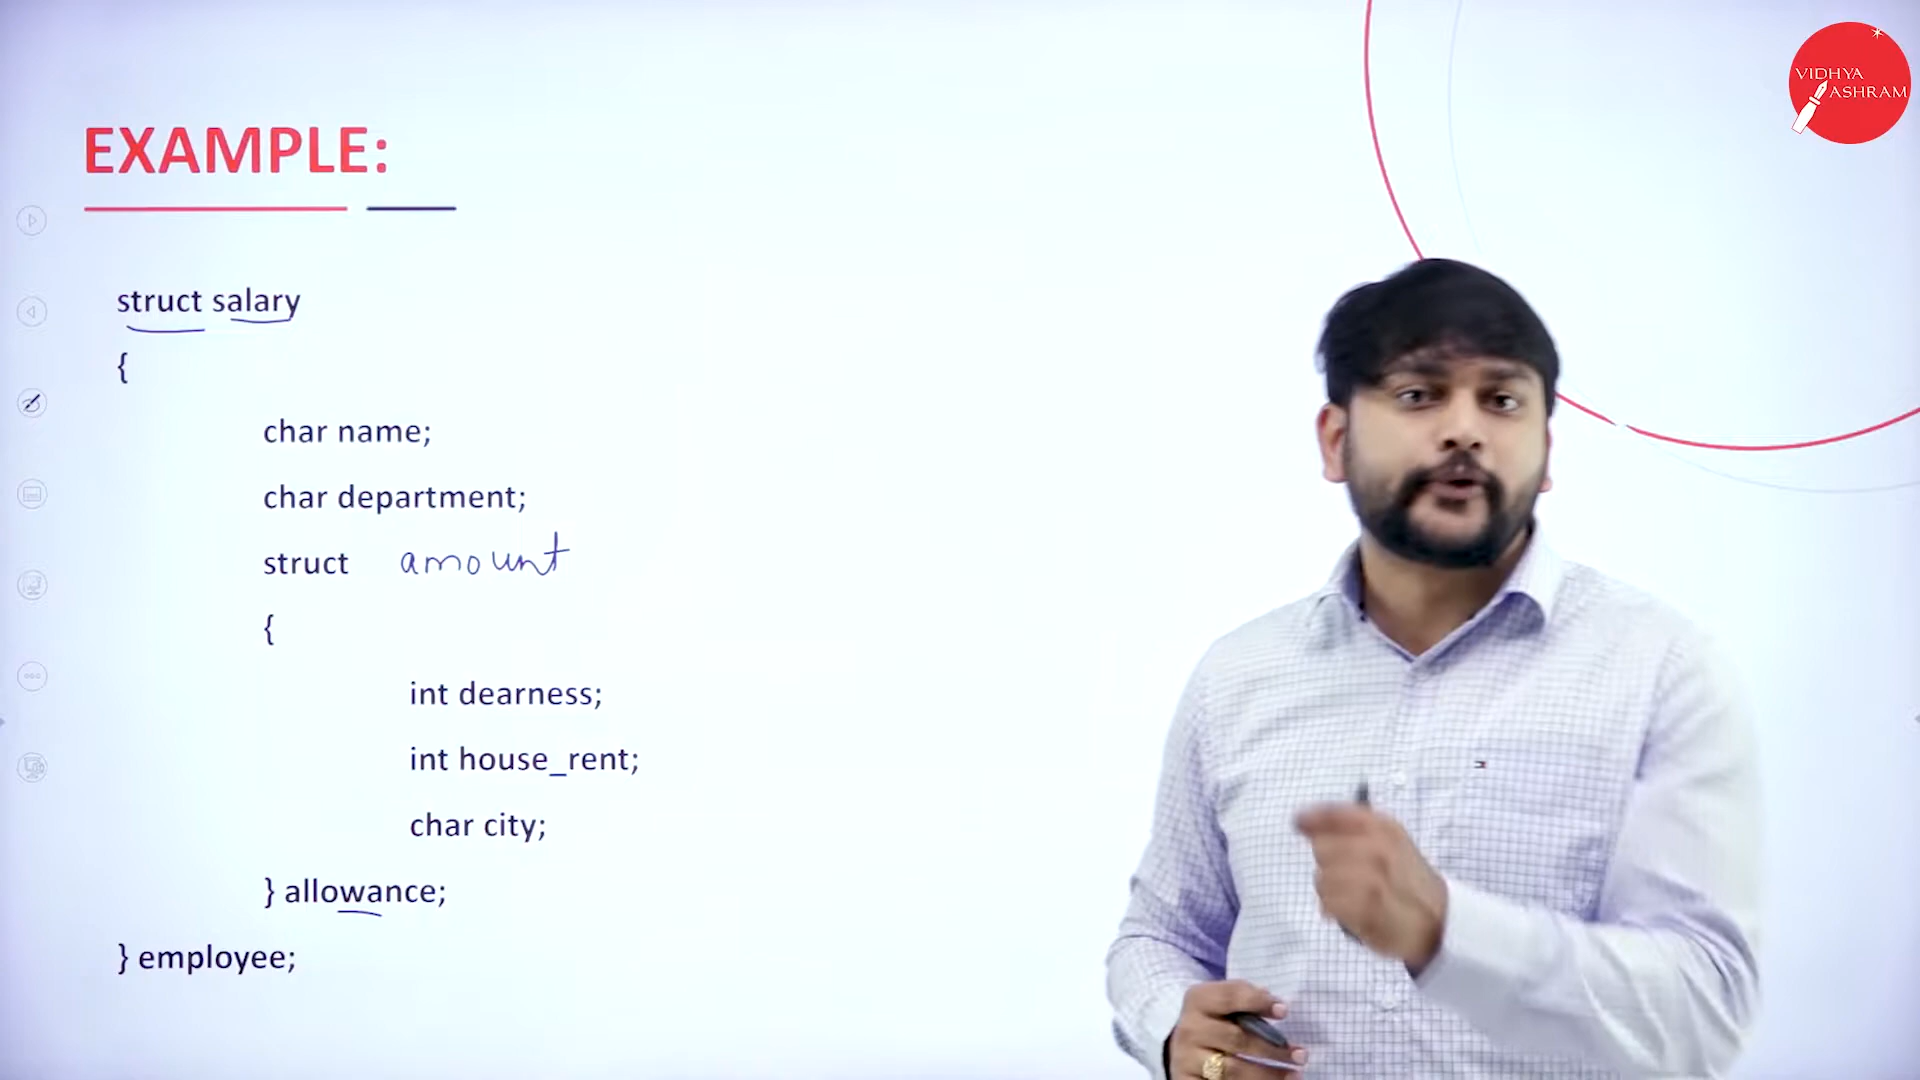 VIDHYA
ASHRAM
EXAMPLE:
struct salary
{
char name;
char department;
struct amount
{
int dearness;
int house_rent;
char city;
} allowance;
} employee;